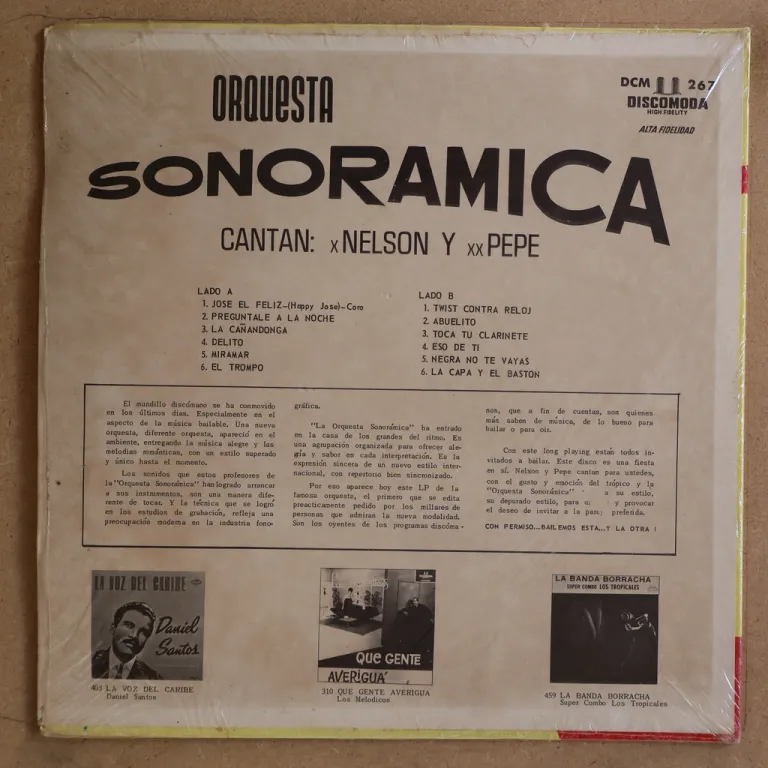 ORQUESTA
DCM 267
DISCOMODA
HIGH FIDELITY
ALTA FIDELIDAD
SONORAMICA
CANTAN: x NELSON Y xx PEPE
LADO A
1. JOSE EL FELIZ-(Happy Jose)-Coro
2. PREGUNTALE A LA NOCHE
3. LA CAÑANDONGA
4. DELITO
5. MIRAMAR
6. EL TROMPO
LADO B
1. TWIST CONTRA RELOJ
2. ABUELITO
3. TOCA TU CLARINETE
4. ESO DE TI
5. NEGRA NO TE VAYAS
6. LA CAPA Y EL BASTON
El mundillo discómano se ha conmovido
en los últimos días. Especialmente en el
aspecto de la música bailable. Una nueva
orquesta, diferente orquesta, apareció en el
ambiente, entregando la música alegre y las
melodías románticas, con un estilo superado
y único hasta el momento.
Los sonidos que estos profesores de
la "Orquesta Sonorámica" han logrado arrancar
a sus instrumentos, son una manera dife-
rente de tocar. Y la técnica que se logró
en los estudios de grabación, refleja una
preocupación moderna en la industria fono-
gráfica.
"La Orquesta Sonorámica" ha entrado
en la casa de los grandes del ritmo. Es
una agrupación organizada para ofrecer ale-
gía y sabor en cada interpretación. Es la
expresión sincera de un nuevo estilo inter-
nacional, con repertorio bien sincronizado.
Por eso aparece hoy este LP de la
famosa orquesta, el primero que se edita
preacticamente pedido por los millares de
personas que admiran la nueva modalidad.
Son los oyentes de los programas discóma-
nos, que a fin de cuentas, son quienes
más saben de música, de lo bueno para
bailar o para oir.
Con este long playing están todos in-
vitados a bailar. Este disco es una fiesta
en sí. Nelson y Pepe cantan para ustedes,
con el gusto y emoción del trópico y la
"Orquesta Sonorámica" a su estilo,
su depurado estilo, para y provocar
el deseo de invitar a la preferida.
CON PERMISO...BAILEMOS ESTA...Y LA OTRA !
LA VOZ DEL CARIBE
Daniel
Santos
403 LA VOZ DEL CARIBE
Daniel Santos
QUE GENTE
AVERIGUA'
310 QUE GENTE AVERIGUA
Los Melodicos
LA BANDA BORRACHA
SUPER COMBO LOS TROPICALES
459 LA BANDA BORRACHA
Super Combo Los Tropicales